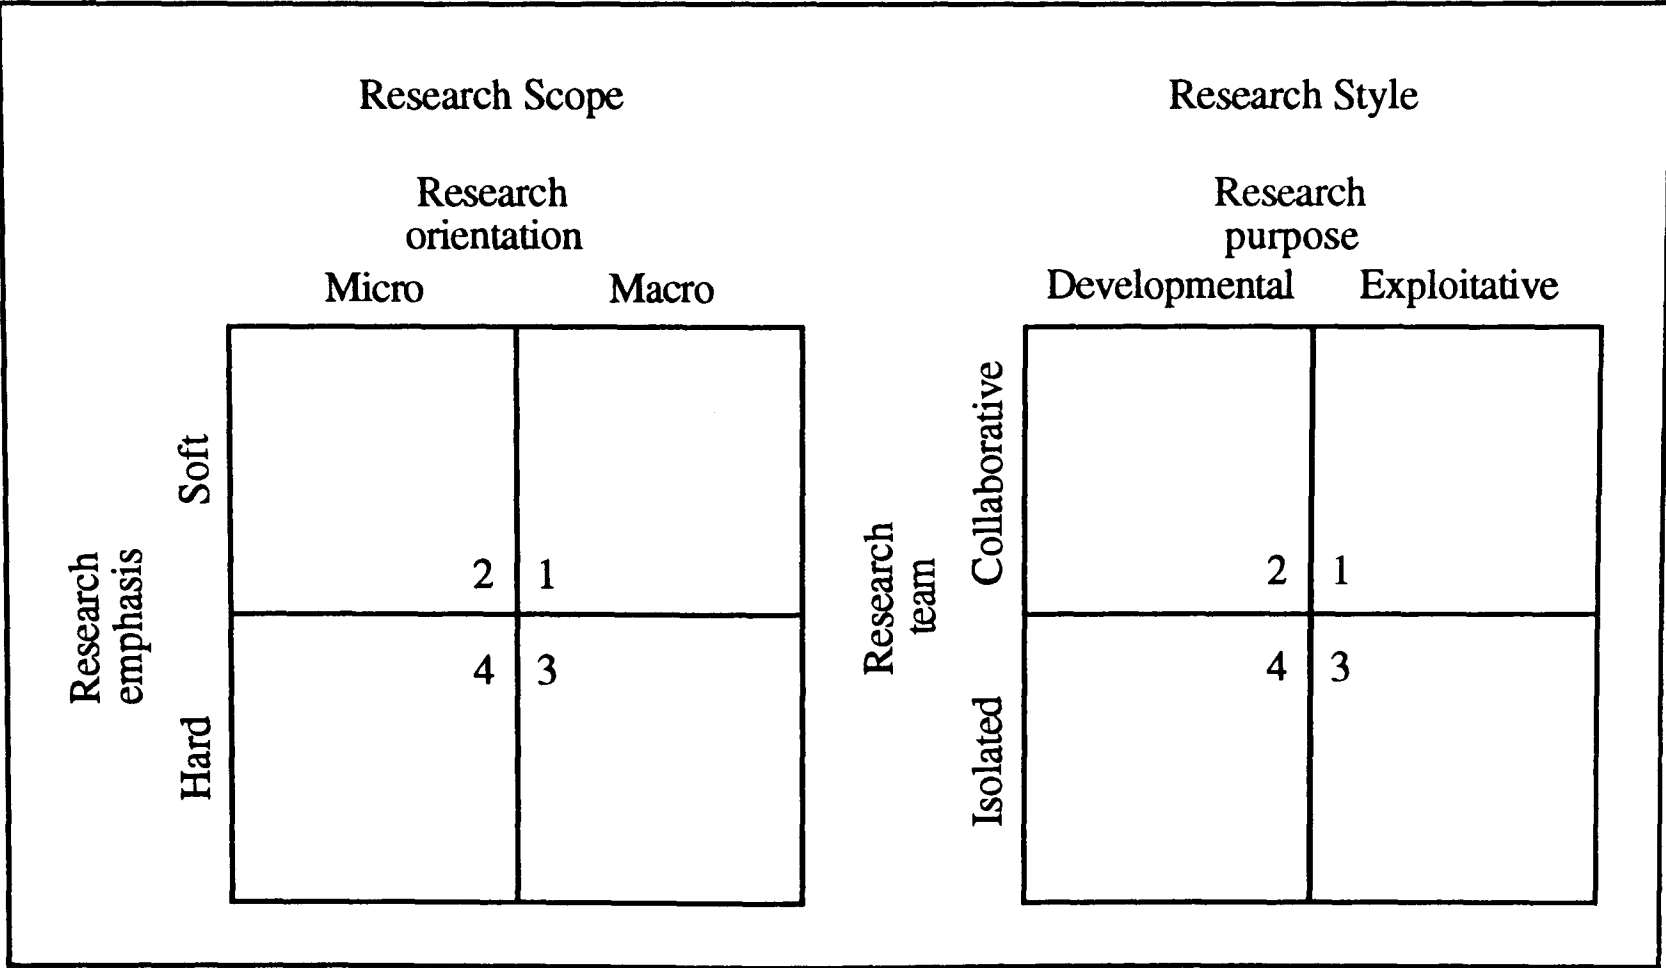 Research Scope
Research
orientation
Micro Macro
Research
emphasis
Soft
Hard
2 1
4 3
Research Style
Research
purpose
Developmental Exploitative
Research
team
Collaborative
Isolated
2 1
4 3